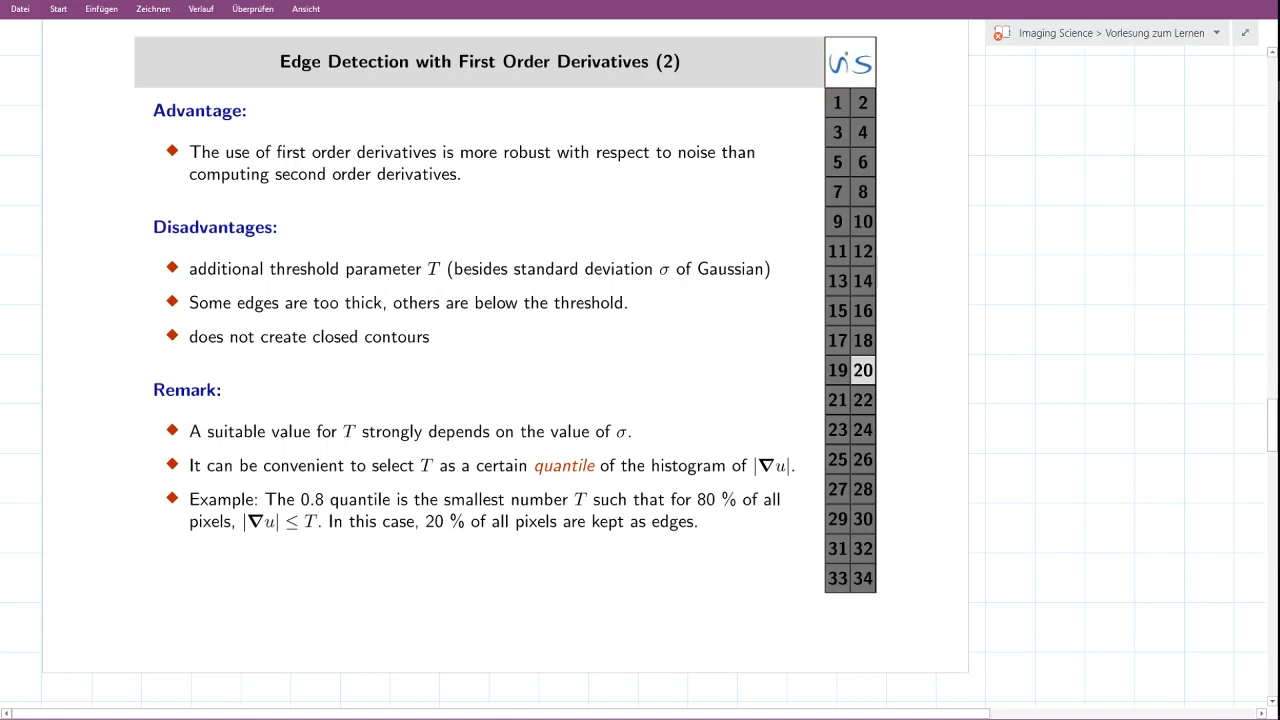 Datei Start Einfügen Zeichnen Verlauf Überprüfen Ansicht
Imaging Science > Vorlesung zum Lernen
Edge Detection with First Order Derivatives (2)
Advantage:
◆ The use of first order derivatives is more robust with respect to noise than
computing second order derivatives.
Disadvantages:
◆ additional threshold parameter T (besides standard deviation σ of Gaussian)
◆ Some edges are too thick, others are below the threshold.
◆ does not create closed contours
Remark:
◆ A suitable value for T strongly depends on the value of σ.
◆ It can be convenient to select T as a certain quantile of the histogram of |∇u|.
◆ Example: The 0.8 quantile is the smallest number T such that for 80 % of all
pixels, |∇u| ≤ T. In this case, 20 % of all pixels are kept as edges.
1 2
3 4
5 6
7 8
9 10
11 12
13 14
15 16
17 18
19 20
21 22
23 24
25 26
27 28
29 30
31 32
33 34